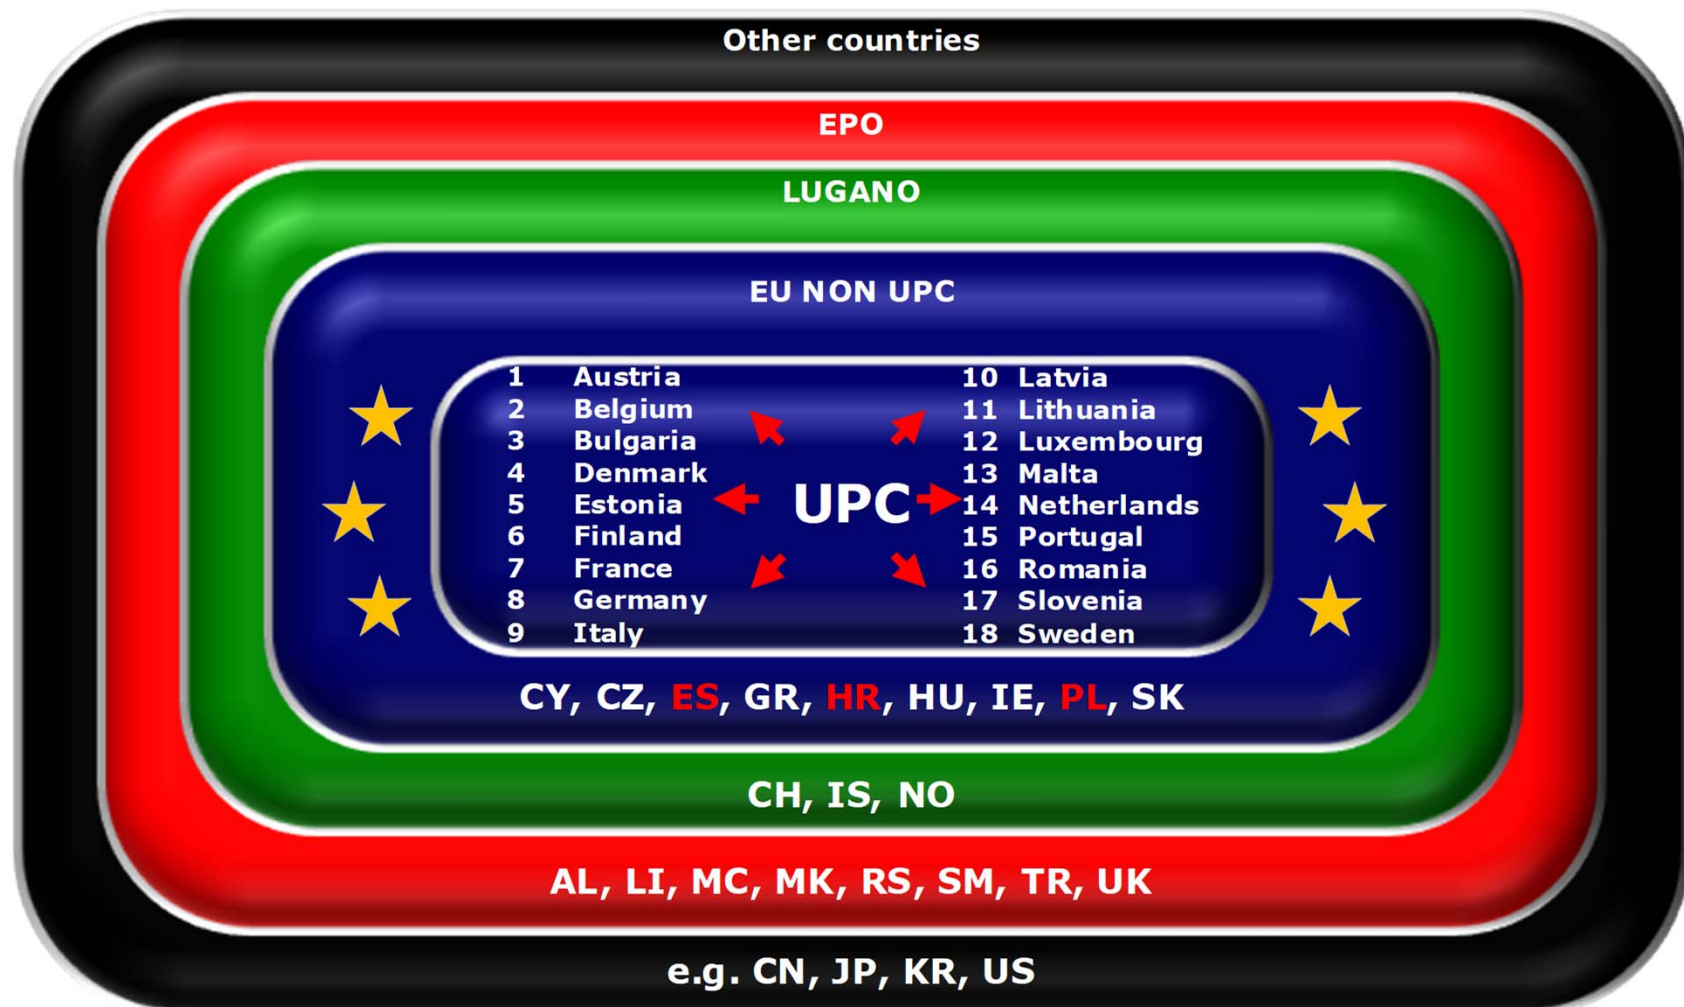 Other countries
EPO
LUGANO
EU NON UPC
1 Austria
2 Belgium
3 Bulgaria
4 Denmark
5 Estonia
6 Finland
7 France
8 Germany
9 Italy
UPC
10 Latvia
11 Lithuania
12 Luxembourg
13 Malta
14 Netherlands
15 Portugal
16 Romania
17 Slovenia
18 Sweden
CY, CZ, ES, GR, HR, HU, IE, PL, SK
CH, IS, NO
AL, LI, MC, MK, RS, SM, TR, UK
e.g. CN, JP, KR, US